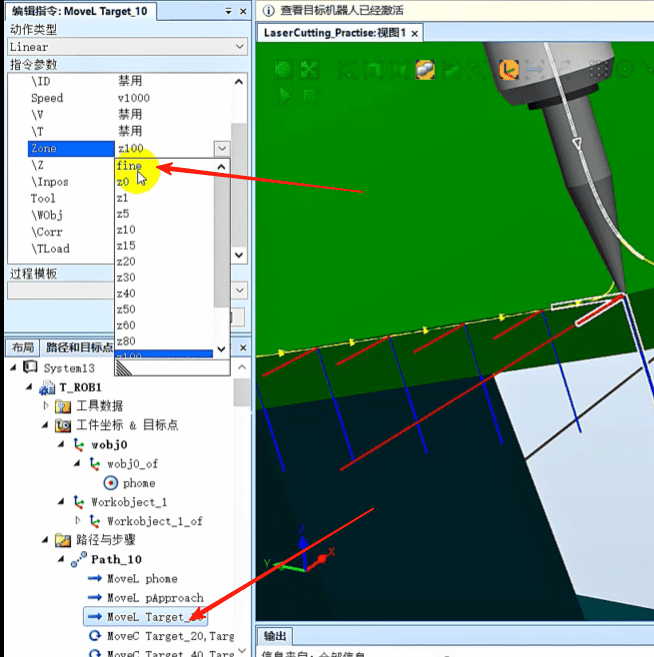 编辑指令: MoveL Target_10
动作类型
Linear
指令参数
\ID 禁用
Speed v1000
\V 禁用
\T 禁用
Zone z100
\Z fine
\Inpos z0
Tool z1
\WObj z5
\Corr z10
\TLoad z15
z20
z30
z40
z50
z60
z80
z100
过程模板
布局 路径和目标点
System13
T_ROB1
工具数据
工件坐标 & 目标点
wobj0
wobj0_of
phome
Workobject_1
Workobject_1_of
路径与步骤
Path_10
MoveL phome
MoveL pApproach
MoveL Target_
MoveC Target_20,Targ
MoveC Target_40,Targ
查看目标机器人已经激活
LaserCutting_Practise:视图1
Z
Y
X
输出
信息来自: 全部信息